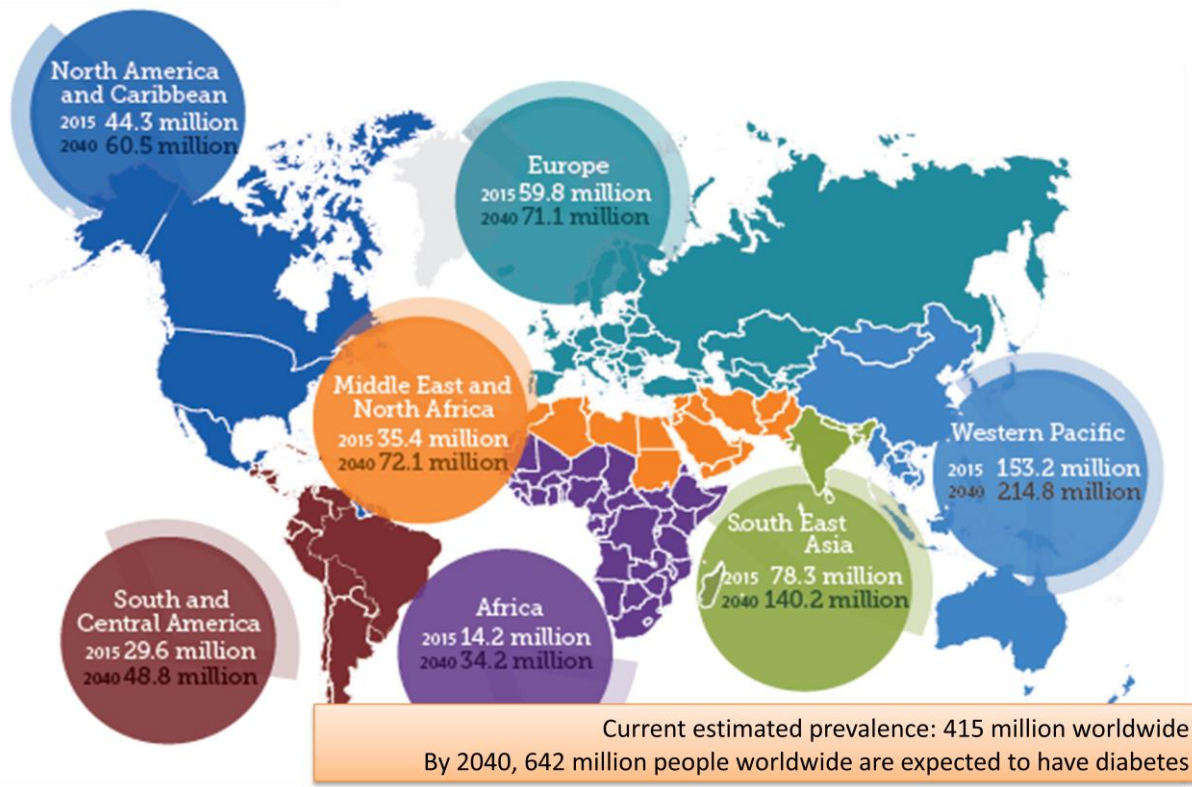 North America
and Caribbean
2015 44.3 million
2040 60.5 million
Europe
2015 59.8 million
2040 71.1 million
Middle East and
North Africa
2015 35.4 million
2040 72.1 million
Western Pacific
2015 153.2 million
2040 214.8 million
South East
Asia
2015 78.3 million
2040 140.2 million
South and
Central America
2015 29.6 million
2040 48.8 million
Africa
2015 14.2 million
2040 34.2 million
Current estimated prevalence: 415 million worldwide
By 2040, 642 million people worldwide are expected to have diabetes